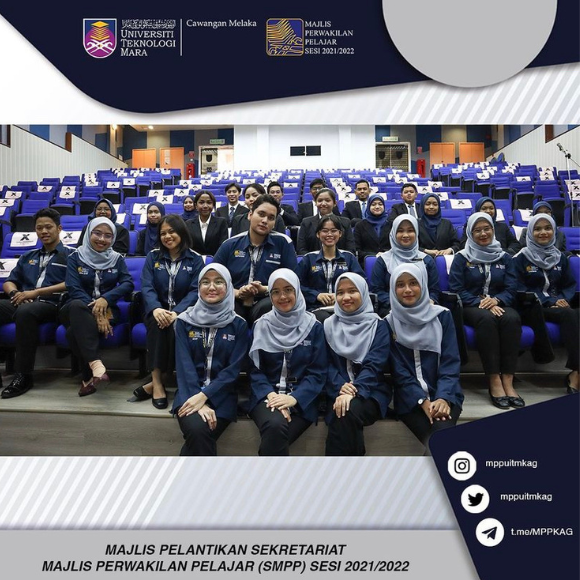 UNIVERSITI
TEKNOLOGI
MARA
Cawangan Melaka
MAJLIS
PERWAKILAN
PELAJAR
SESI 2021/2022
mppuitmkag
mppuitmkag
t.me/MPPKAG
MAJLIS PELANTIKAN SEKRETARIAT
MAJLIS PERWAKILAN PELAJAR (SMPP) SESI 2021/2022